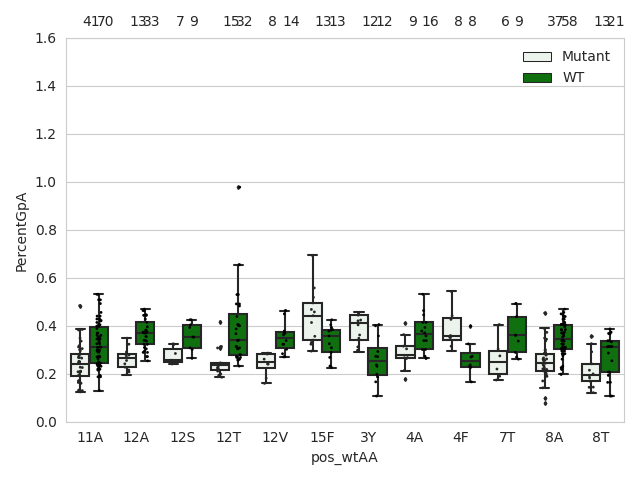 41 70 13 33 7 9 15 32 8 14 13 13 12 12 9 16 8 8 6 9 37 58 13 21
1.6
Mutant
WT
1.4
1.2
1.0
0.8
0.6
0.4
0.2
0.0
PercentGpA
11A 12A 12S 12T 12V 15F 3Y 4A 4F 7T 8A 8T
pos_wtAA